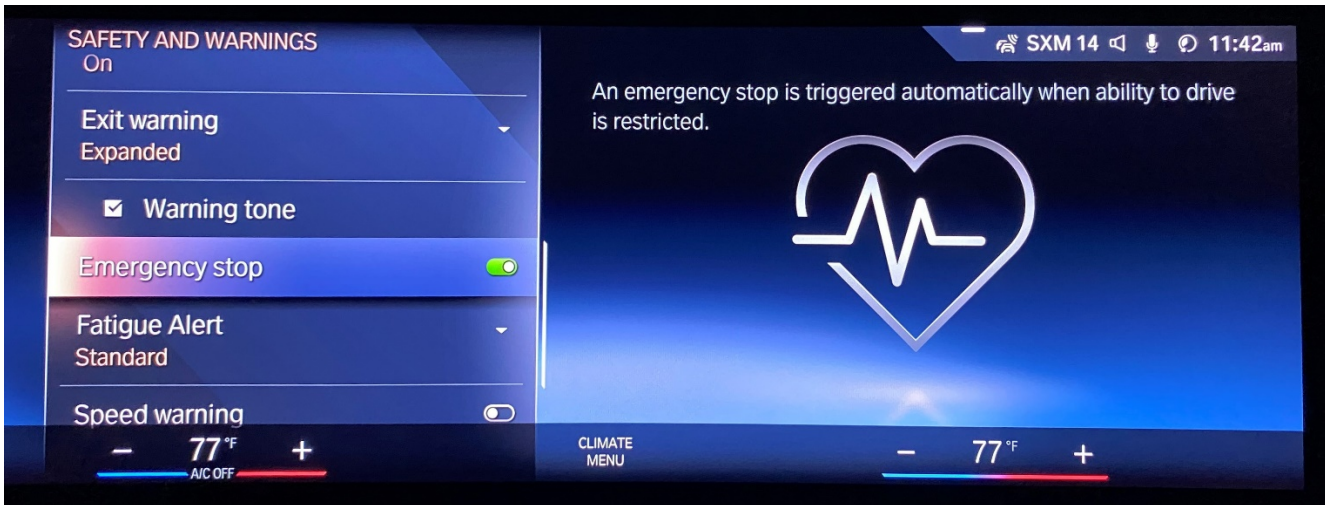 SAFETY AND WARNINGS
On
Exit warning
Expanded
Warning tone
Emergency stop
Fatigue Alert
Standard
Speed warning
SXM 14 11:42am
An emergency stop is triggered automatically when ability to drive
is restricted.
− 77°F +
A/C OFF
CLIMATE
MENU
− 77°F +